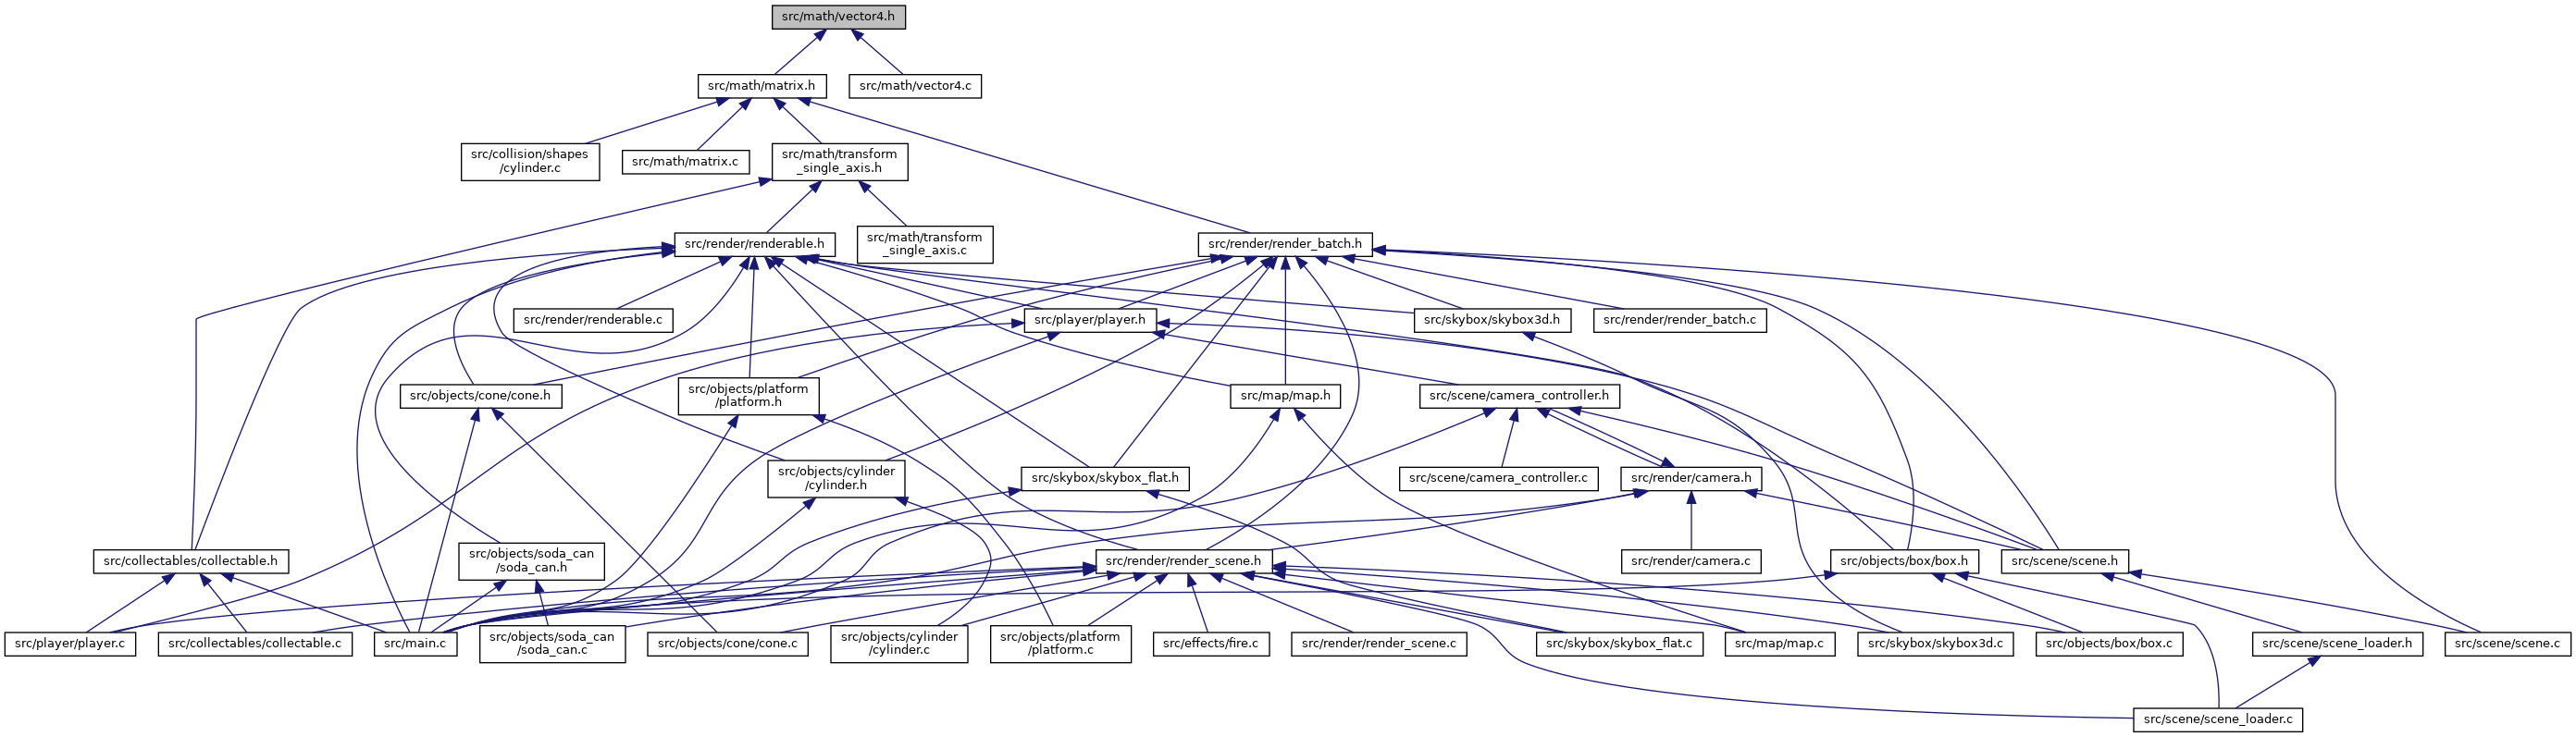 src/math/vector4.h
src/math/matrix.h
src/math/vector4.c
src/collision/shapes
/cylinder.c
src/math/matrix.c
src/math/transform
_single_axis.h
src/render/renderable.h
src/math/transform
_single_axis.c
src/render/render_batch.h
src/render/renderable.c
src/player/player.h
src/skybox/skybox3d.h
src/render/render_batch.c
src/objects/cone/cone.h
src/objects/platform
/platform.h
src/map/map.h
src/scene/camera_controller.h
src/objects/cylinder
/cylinder.h
src/skybox/skybox_flat.h
src/scene/camera_controller.c
src/render/camera.h
src/collectables/collectable.h
src/objects/soda_can
/soda_can.h
src/render/render_scene.h
src/render/camera.c
src/objects/box/box.h
src/scene/scene.h
src/player/player.c
src/collectables/collectable.c
src/main.c
src/objects/soda_can
/soda_can.c
src/objects/cone/cone.c
src/objects/cylinder
/cylinder.c
src/objects/platform
/platform.c
src/effects/fire.c
src/render/render_scene.c
src/skybox/skybox_flat.c
src/map/map.c
src/skybox/skybox3d.c
src/objects/box/box.c
src/scene/scene_loader.h
src/scene/scene.c
src/scene/scene_loader.c